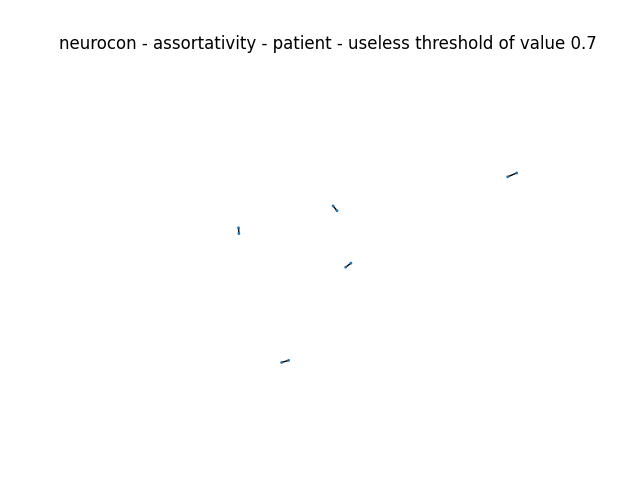 neurocon - assortativity - patient - useless threshold of value 0.7